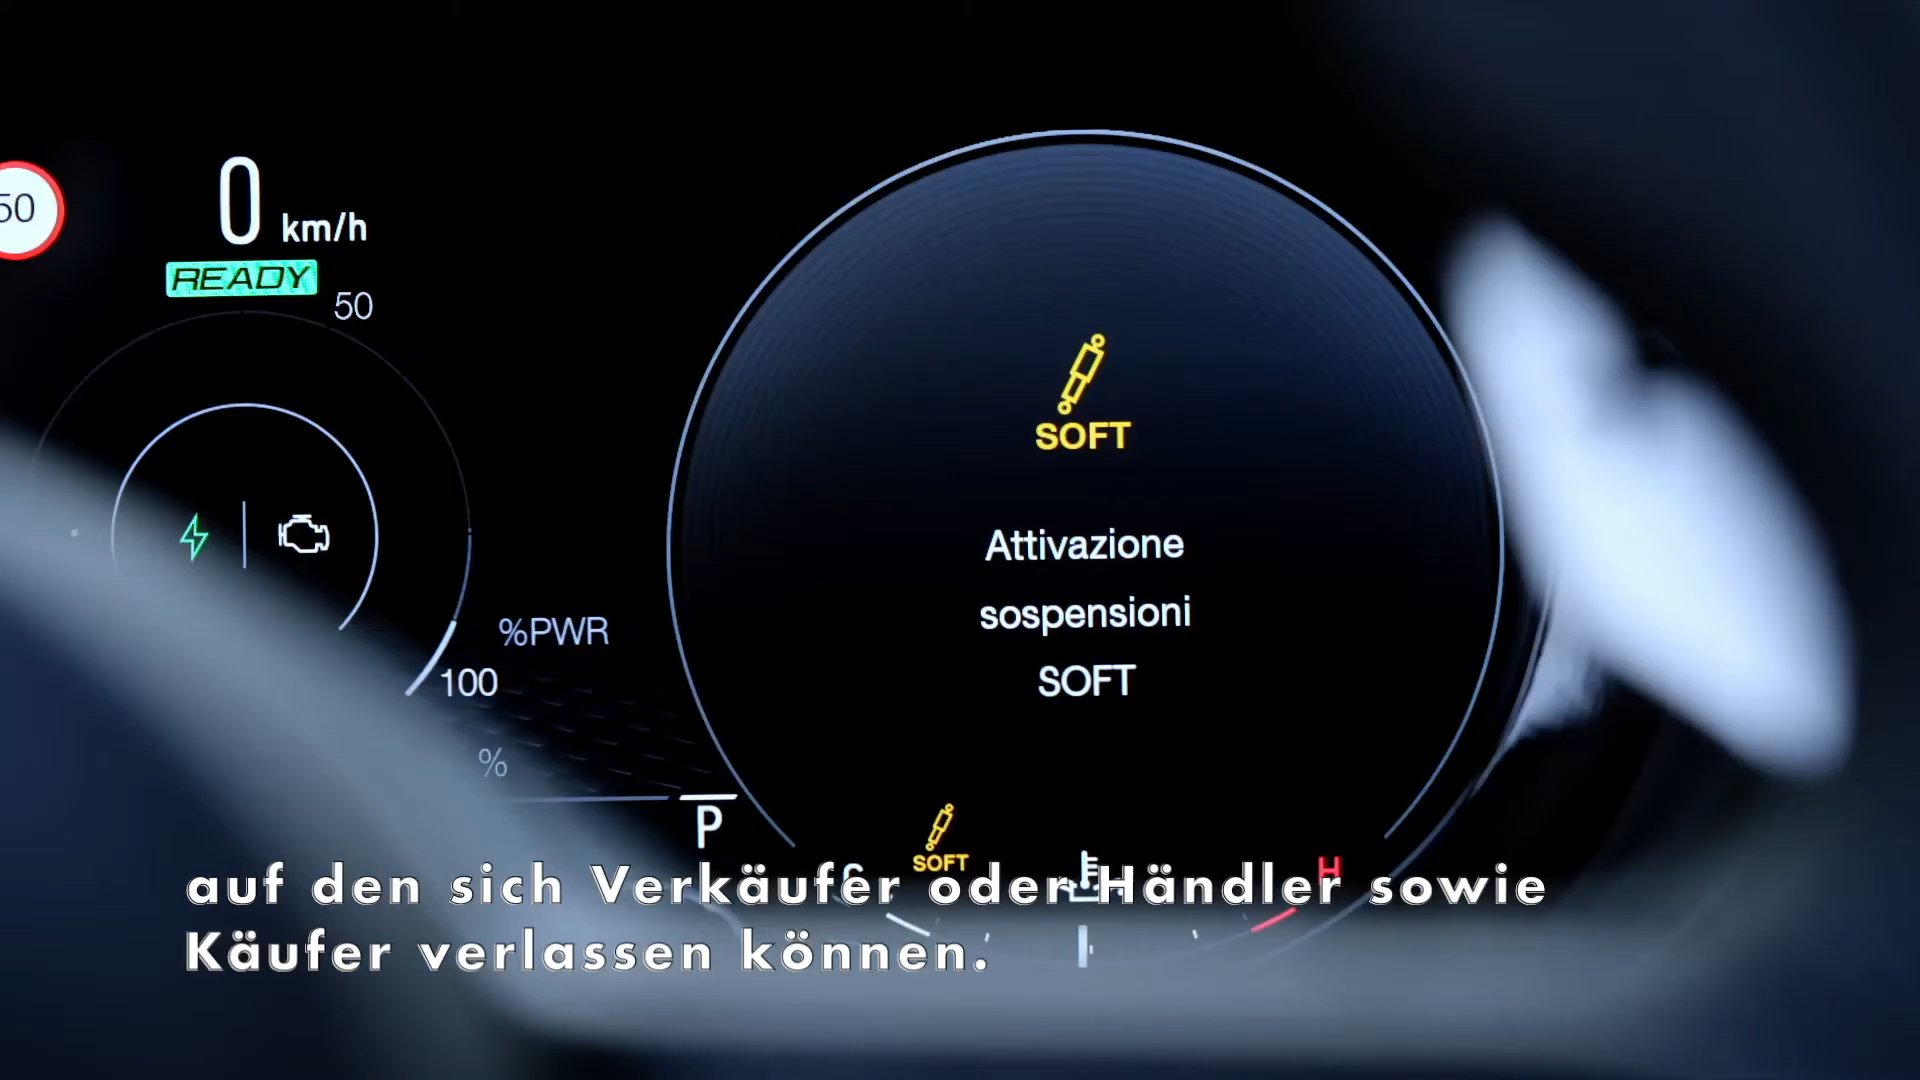 50
0 km/h
READY
50
SOFT
Attivazione
sospensioni
SOFT
%PWR
100
%
P
SOFT
C
H
auf den sich Verkäufer oder Händler sowie
Käufer verlassen können.